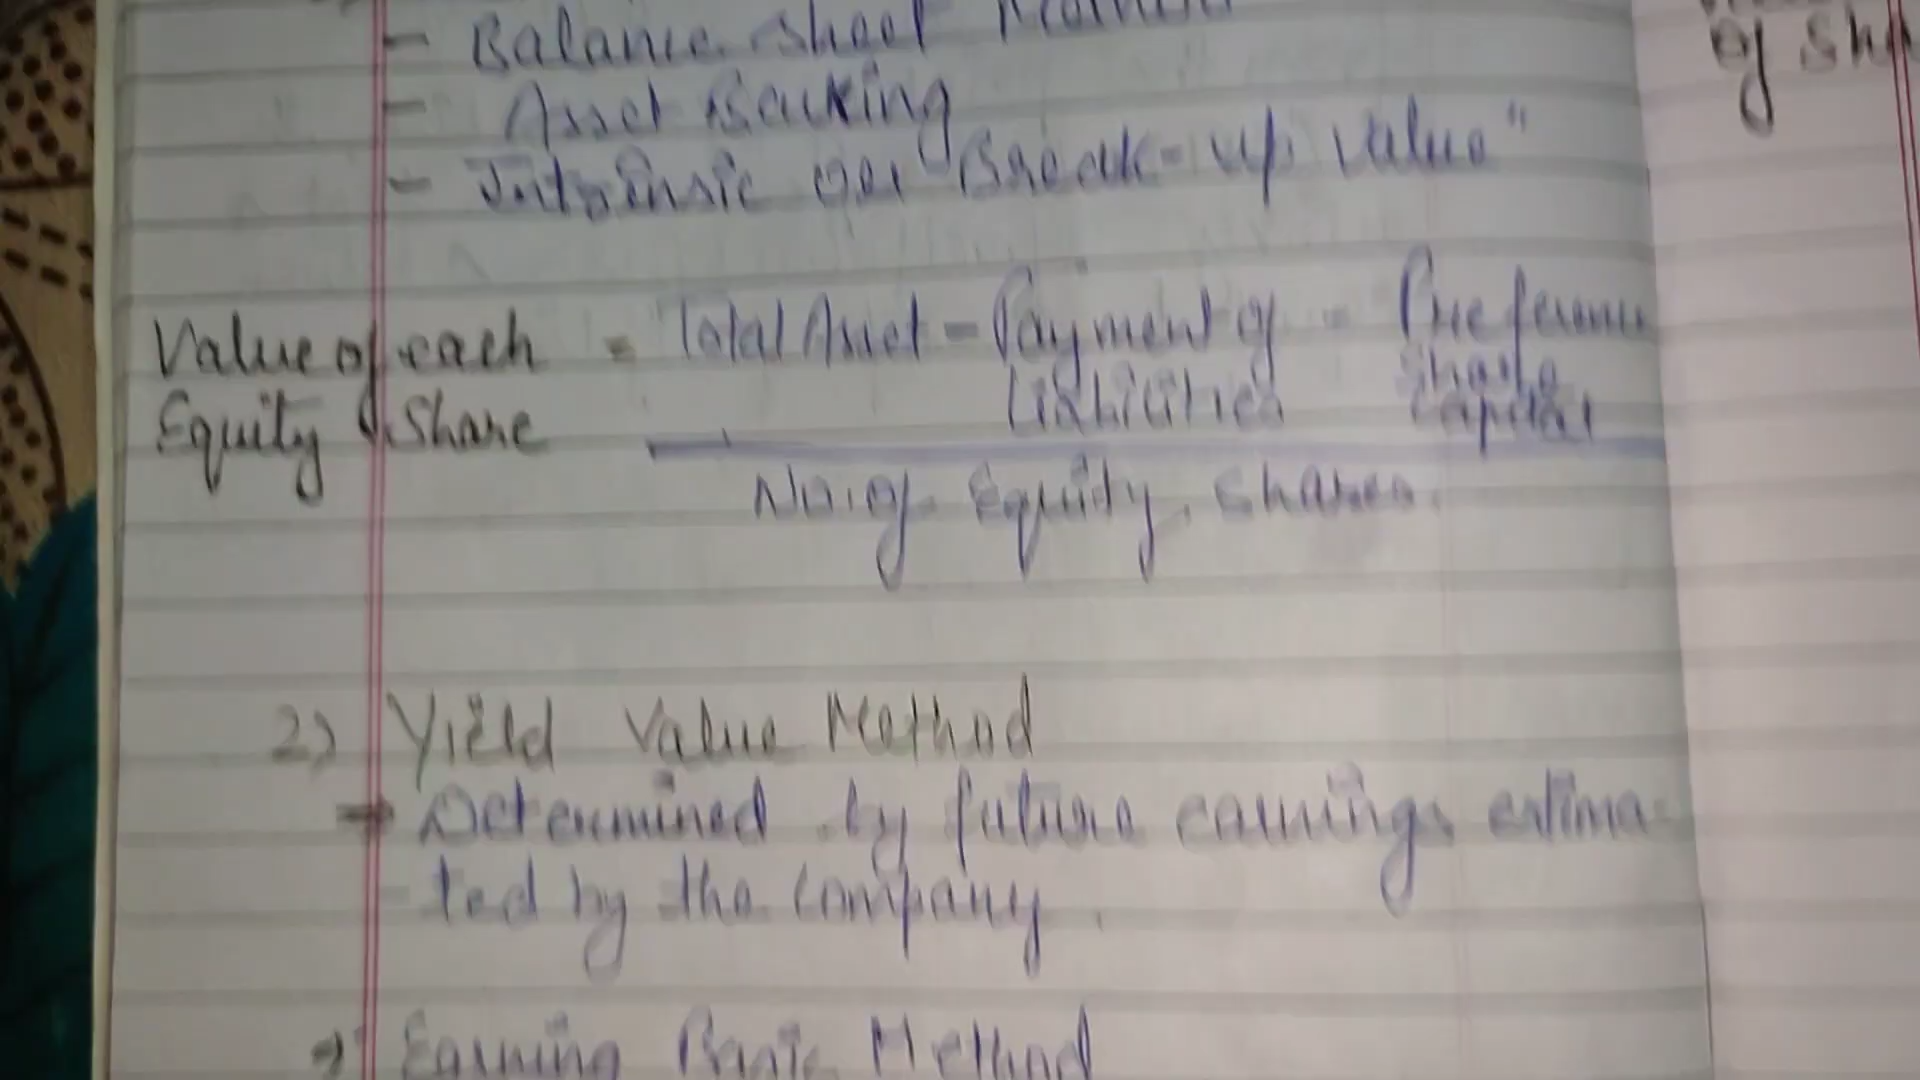 - Balance sheet Method
- Asset Backing
- Intrinsic or "Break-up Value"
of Sha
Value of each = Total Asset - Payment of - Preference
Liabilities Share
Equity Share Capital
No. of Equity Shares.
2) Yield Value Method
→ Determined by future earnings estima-
ted by the company.
→ Earning Basis Method